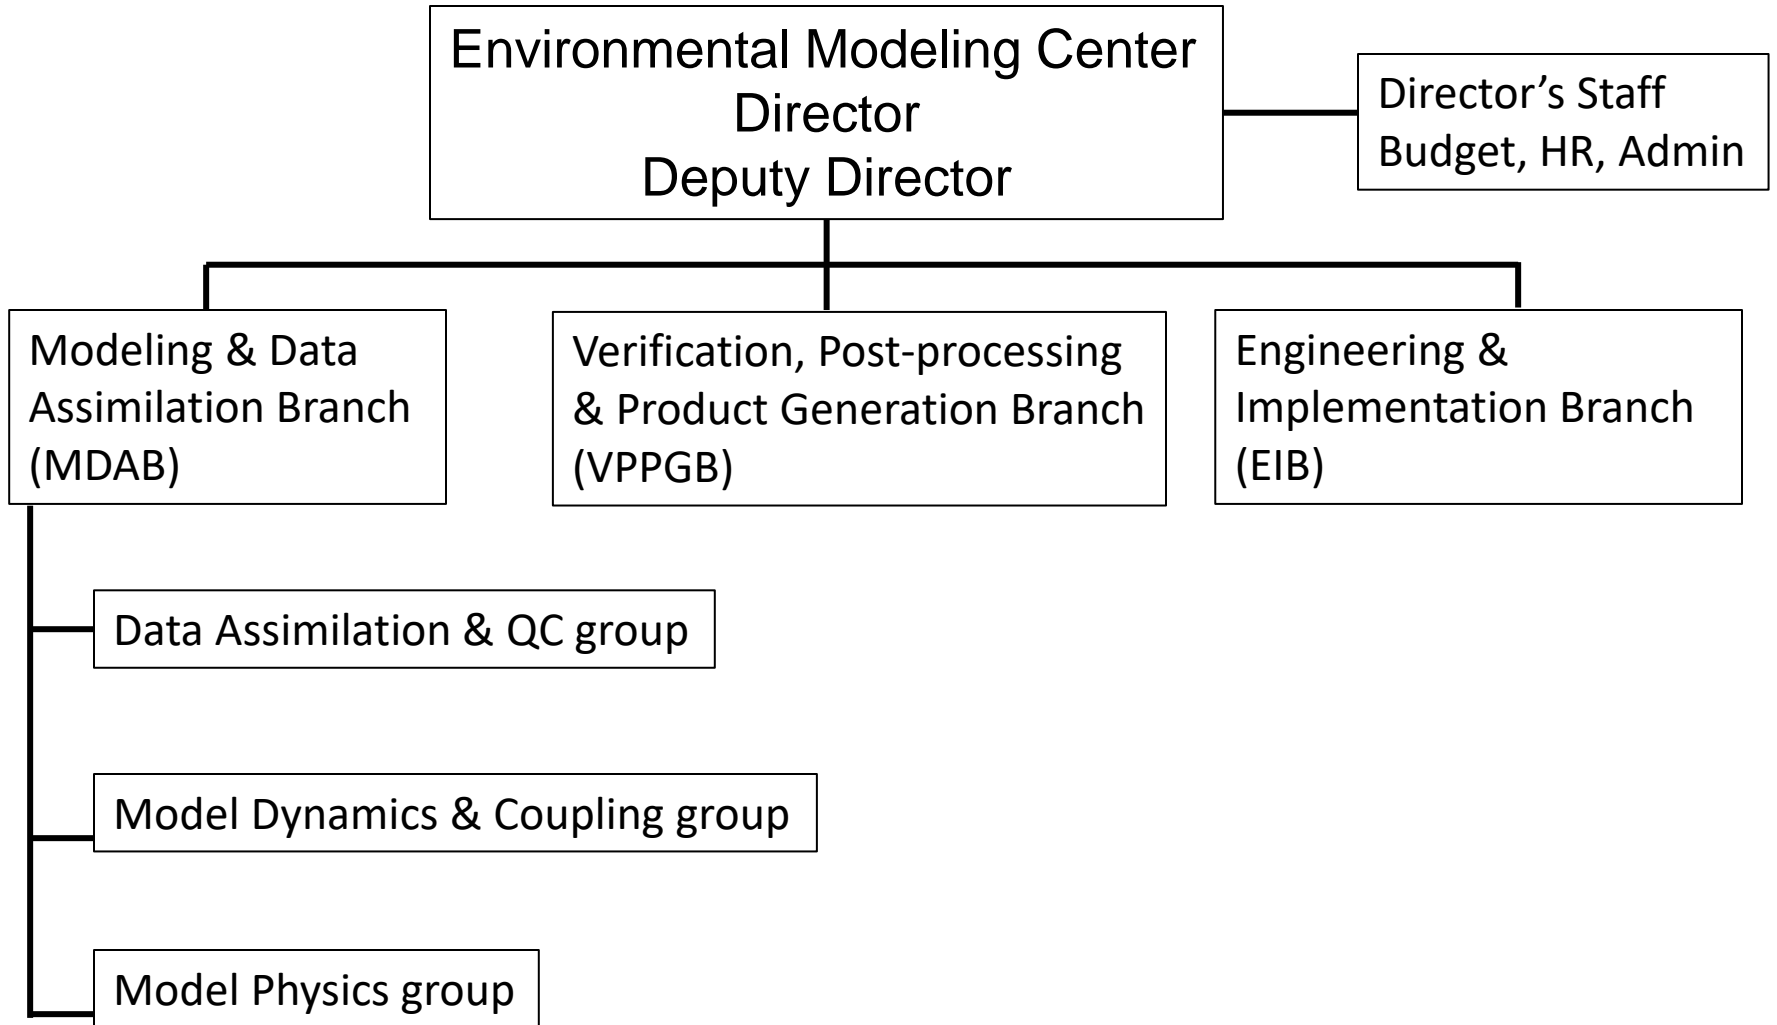 Environmental Modeling Center
Director
Deputy Director
Director’s Staff
Budget, HR, Admin
Modeling & Data
Assimilation Branch
(MDAB)
Verification, Post-processing
& Product Generation Branch
(VPPGB)
Engineering &
Implementation Branch
(EIB)
Data Assimilation & QC group
Model Dynamics & Coupling group
Model Physics group